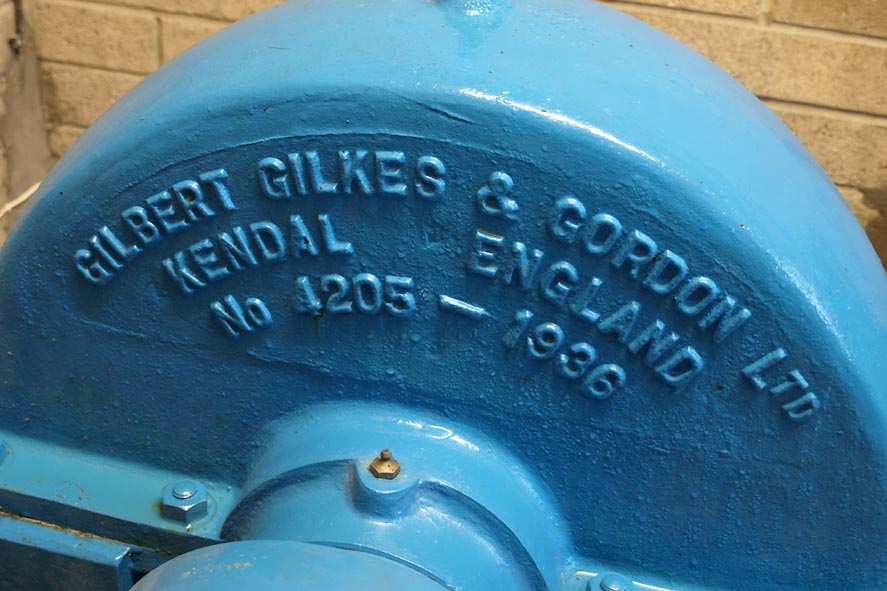 GILBERT GILKES & GORDON LTD
KENDAL ENGLAND
No 4205 — 1936